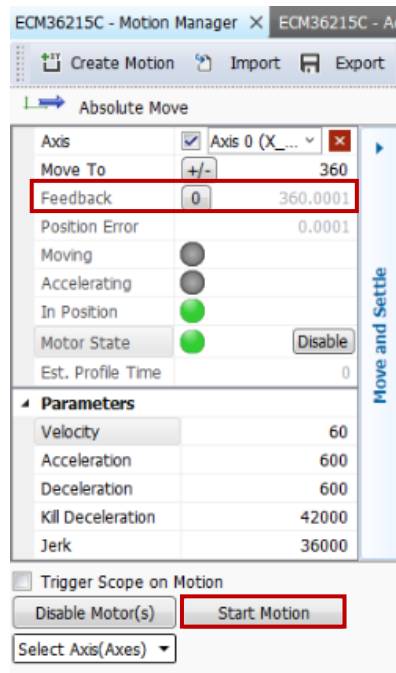 ECM36215C - Motion Manager × ECM36215C - A
Create Motion Import Export
Absolute Move
Axis Axis 0 (X_...
Move To +/- 360
Feedback 0 360.0001
Position Error 0.0001
Moving
Accelerating
In Position
Motor State Disable
Est. Profile Time 0
Parameters
Velocity 60
Acceleration 600
Deceleration 600
Kill Deceleration 42000
Jerk 36000
Move and Settle
Trigger Scope on Motion
Disable Motor(s) Start Motion
Select Axis(Axes)